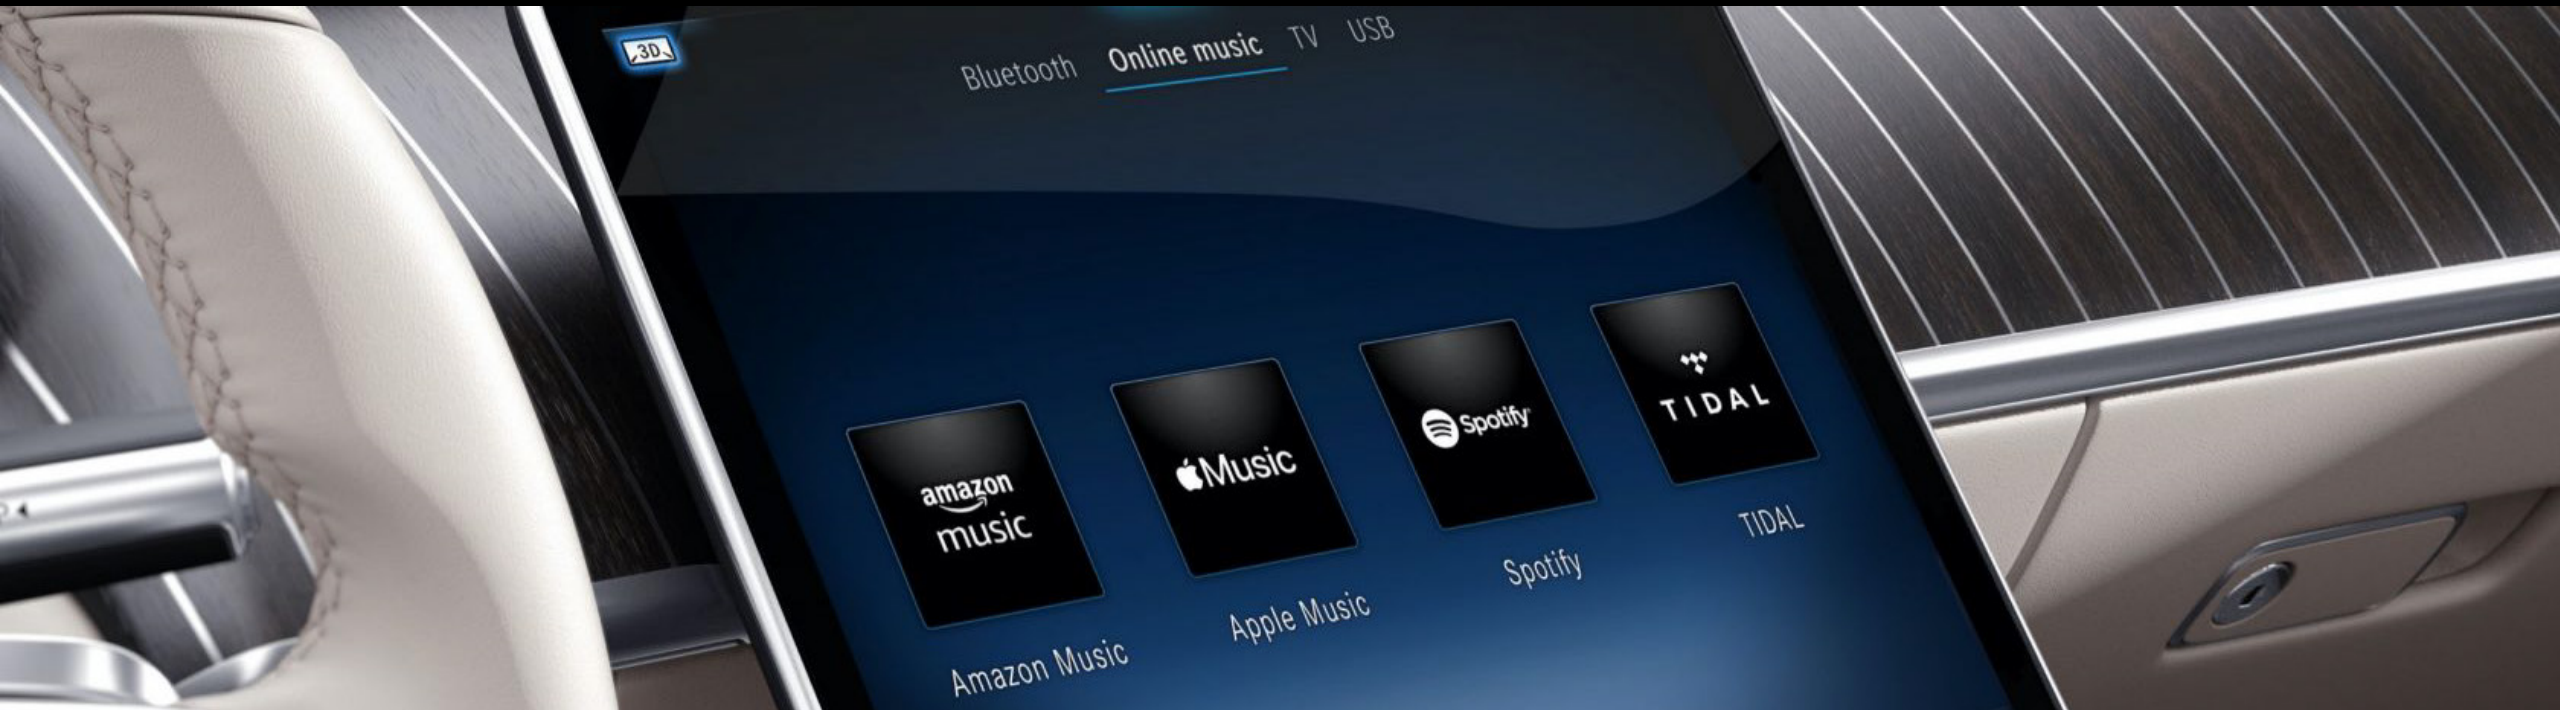 3D
Bluetooth Online music TV USB
amazon
music
Music
Spotify
TIDAL
Amazon Music
Apple Music
Spotify
TIDAL